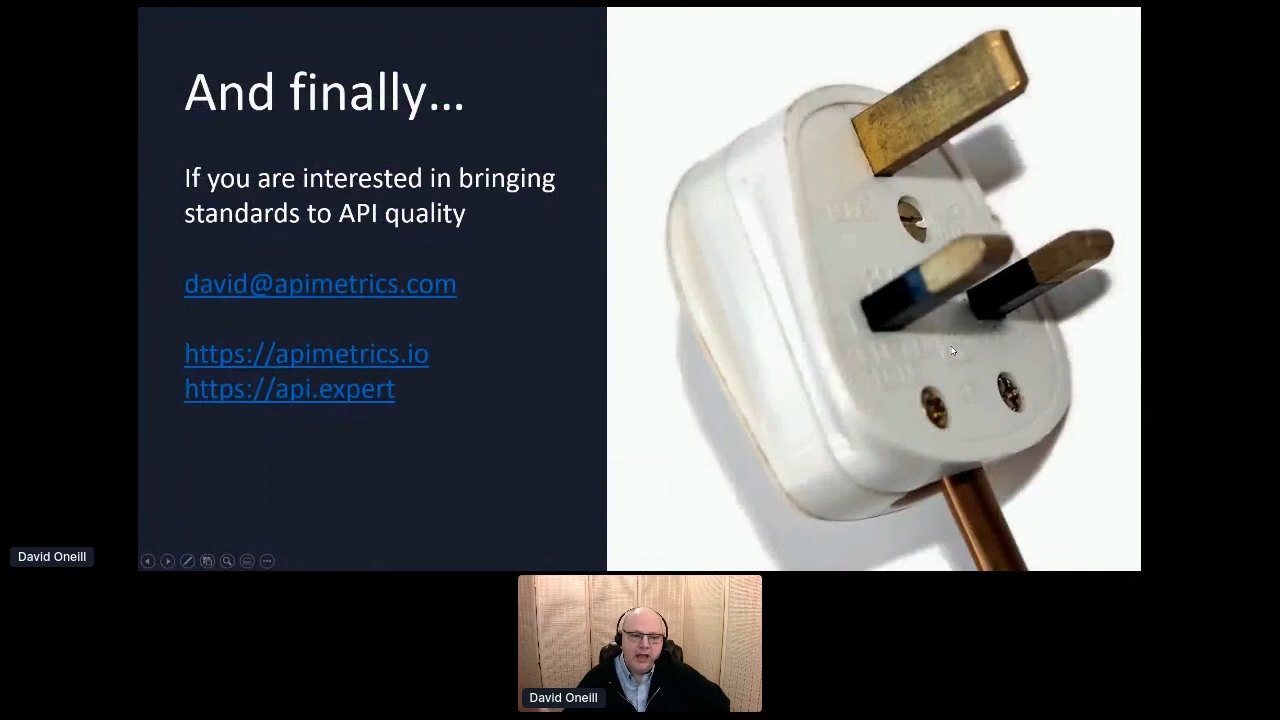 And finally…
If you are interested in bringing
standards to API quality
david@apimetrics.com
https://apimetrics.io
https://api.expert
David Oneill
David Oneill